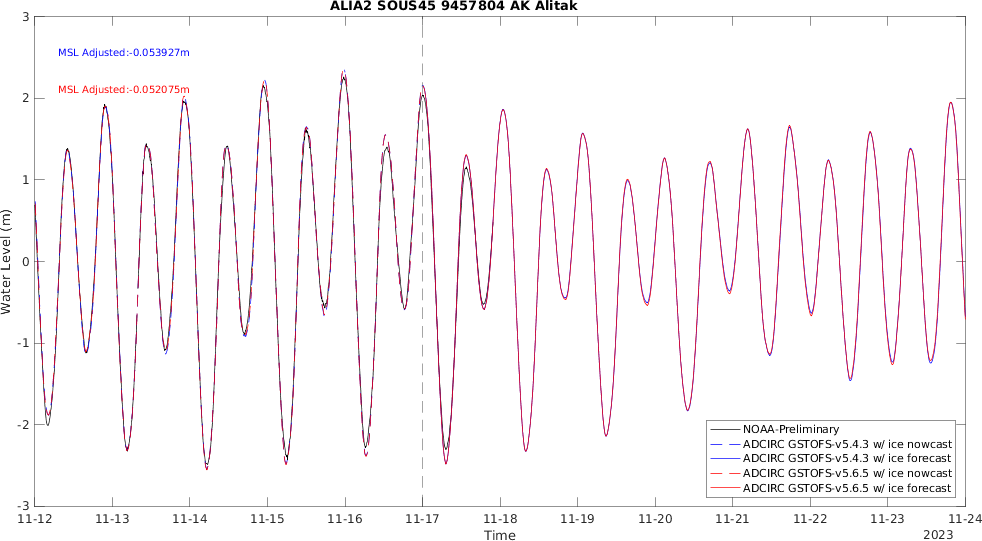 ALIA2 SOUS45 9457804 AK Alitak
3
MSL Adjusted:-0.053927m
MSL Adjusted:-0.052075m
2
1
0
-1
-2
-3
Water Level (m)
NOAA-Preliminary
ADCIRC GSTOFS-v5.4.3 w/ ice nowcast
ADCIRC GSTOFS-v5.4.3 w/ ice forecast
ADCIRC GSTOFS-v5.6.5 w/ ice nowcast
ADCIRC GSTOFS-v5.6.5 w/ ice forecast
11-12 11-13 11-14 11-15 11-16 11-17 11-18 11-19 11-20 11-21 11-22 11-23 11-24
Time
2023